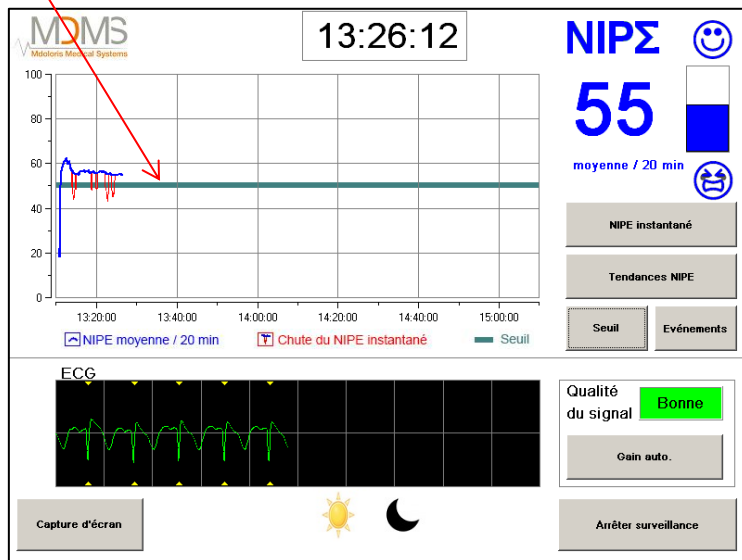 MDMS
Mdoloris Medical Systems
13:26:12
NIPΣ
55
moyenne / 20 min
100
80
60
40
20
0
13:20:00 13:40:00 14:00:00 14:20:00 14:40:00 15:00:00
NIPE moyenne / 20 min Chute du NIPE instantané Seuil
NIPE instantané
Tendances NIPE
Seuil Evénements
ECG
Qualité
du signal
Bonne
Gain auto.
Capture d'écran
Arrêter surveillance